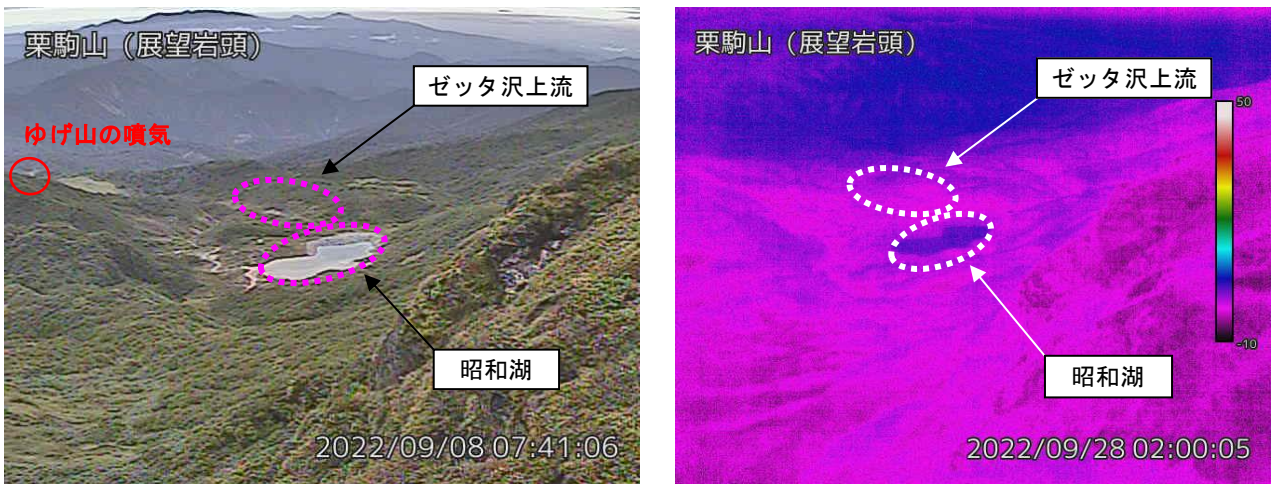 栗駒山（展望岩頭）
ゼッタ沢上流
ゆげ山の噴気
昭和湖
2022/09/08 07:41:06
栗駒山（展望岩頭）
ゼッタ沢上流
50
-10
昭和湖
2022/09/28 02:00:05